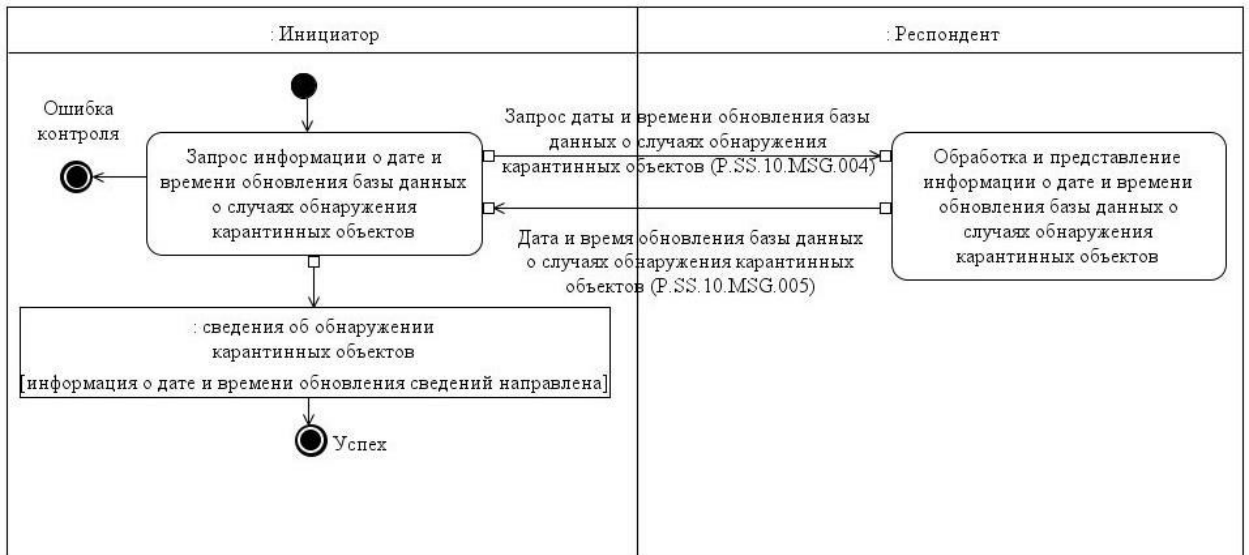 : Инициатор
: Респондент
Ошибка
контроля
Запрос информации о дате и
времени обновления базы данных
о случаях обнаружения
карантинных объектов
Запрос даты и времени обновления базы
данных о случаях обнаружения
карантинных объектов (P.SS.10.MSG.004)
Обработка и представление
информации о дате и времени
обновления базы данных о
случаях обнаружения
карантинных объектов
Дата и время обновления базы данных
о случаях обнаружения карантинных
объектов (P.SS.10.MSG.005)
: сведения об обнаружении
карантинных объектов
[информация о дате и времени обновления сведений направлена]
Успех